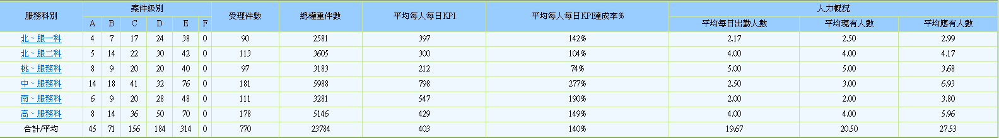 服務科別 案件級別 受理件數 總權重件數 平均每人每日KPI 平均每人每日KPI達成率% 人力概況
A B C D E F 平均每日出勤人數 平均現有人數 平均應有人數
北、服一科 4 7 17 24 38 0 90 2581 397 142% 2.17 2.50 2.99
北、服二科 5 14 22 30 42 0 113 3605 300 104% 4.00 4.00 4.17
桃、服務科 8 9 20 20 40 0 97 3183 212 74% 5.00 5.00 3.68
中、服務科 14 18 41 32 76 0 181 5988 798 277% 2.50 3.00 6.93
南、服務科 6 9 20 28 48 0 111 3281 547 190% 2.00 2.00 3.80
高、服務科 8 14 36 50 70 0 178 5146 429 149% 4.00 4.00 5.96
合計/平均 45 71 156 184 314 0 770 23784 403 140% 19.67 20.50 27.53